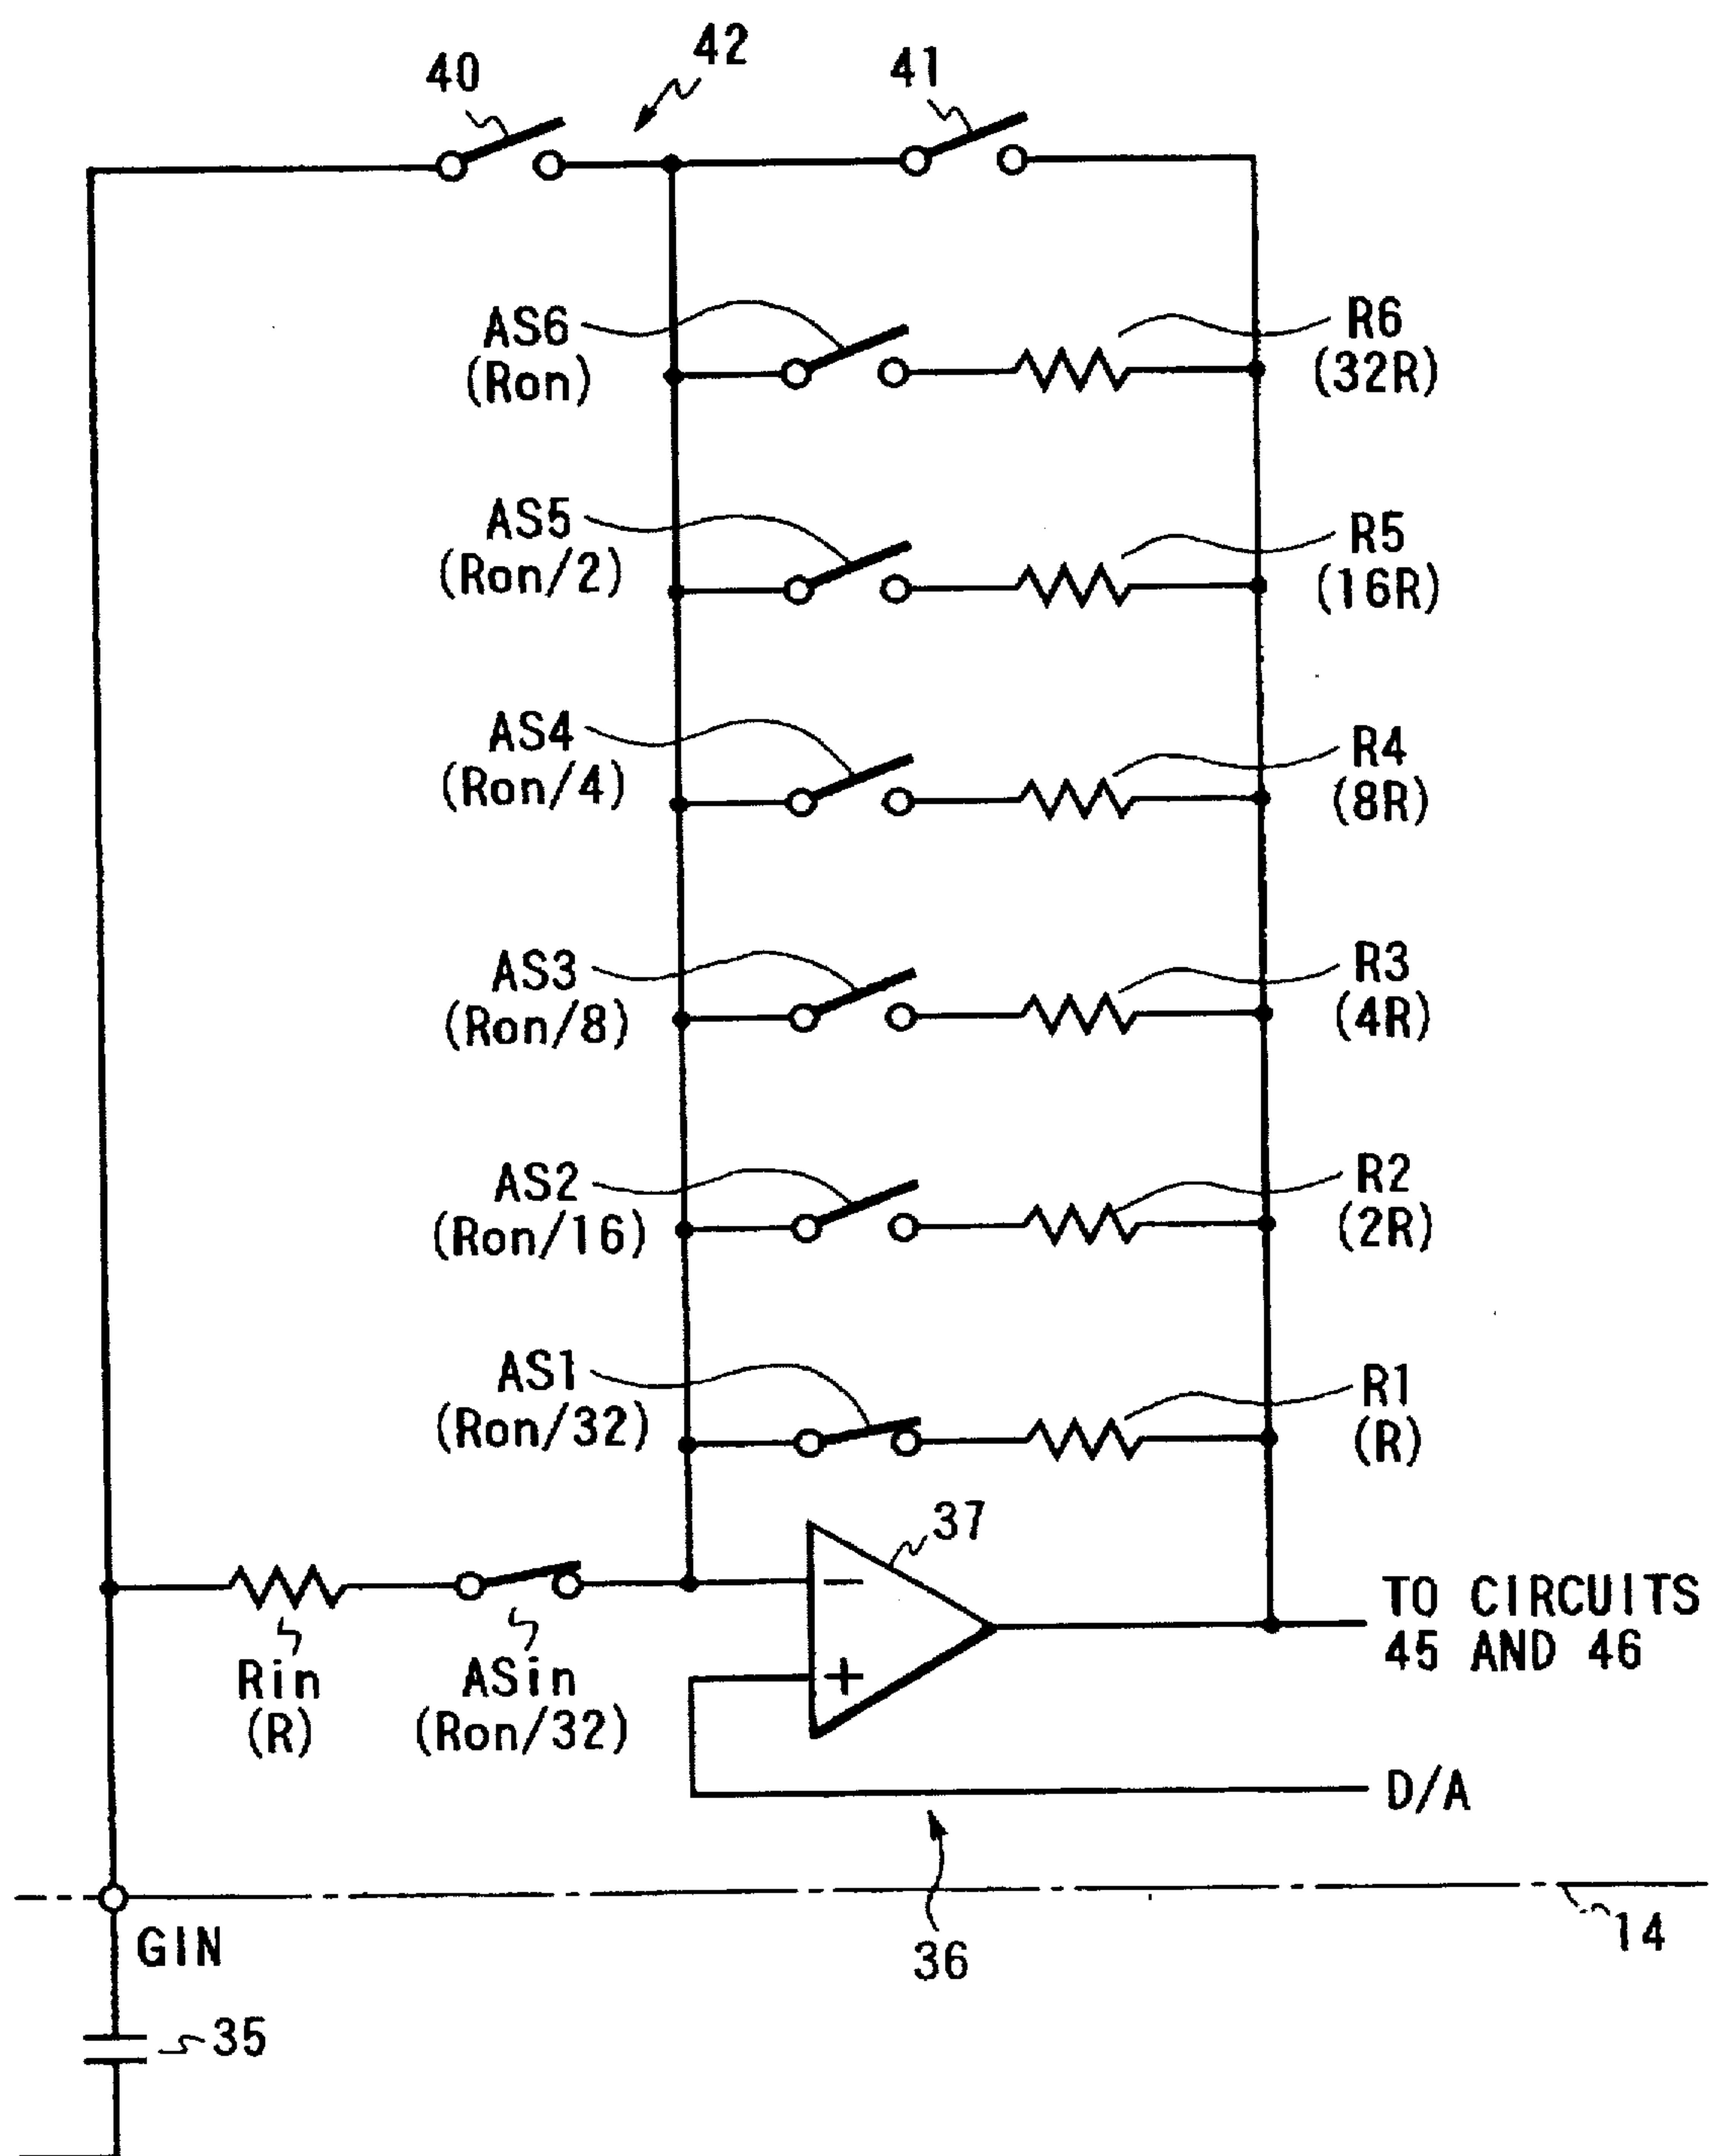 42
40
41
AS6
(Ron)
R6
(32R)
AS5
(Ron/2)
R5
(16R)
AS4
(Ron/4)
R4
(8R)
AS3
(Ron/8)
R3
(4R)
AS2
(Ron/16)
R2
(2R)
AS1
(Ron/32)
R1
(R)
37
−
+
Rin
(R)
ASin
(Ron/32)
TO CIRCUITS
45 AND 46
D/A
GIN
36
14
35